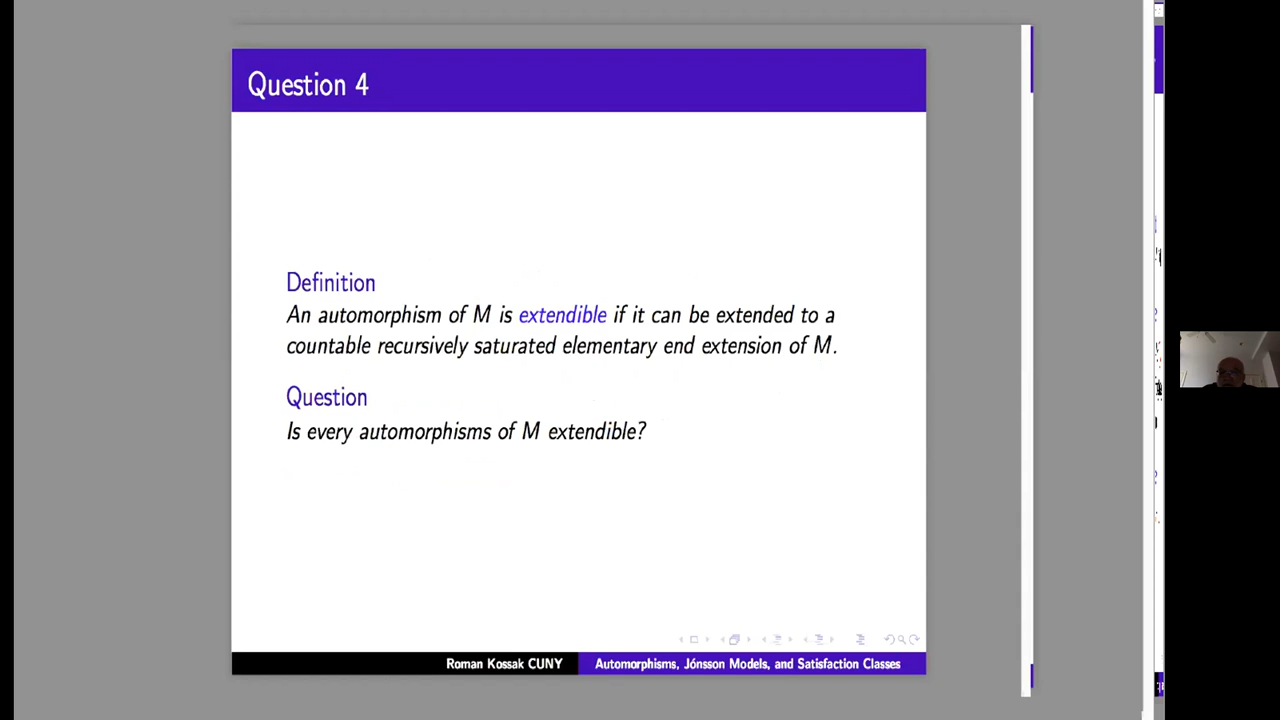 Question 4
Definition
An automorphism of M is extendible if it can be extended to a
countable recursively saturated elementary end extension of M.
Question
Is every automorphisms of M extendible?
Roman Kossak CUNY
Automorphisms, Jónsson Models, and Satisfaction Classes